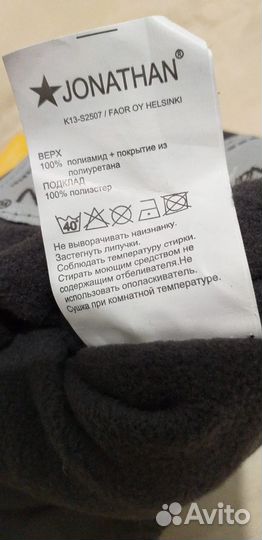 ★JONATHAN®
K13-S2507 / FAOR OY HELSINKI
ВЕРХ
100% полиамид + покрытие из
полиуретана
ПОДКЛАД
100% полиэстер
40°
Не выворачивать наизнанку.
Застегнуть липучки.
Соблюдать температуру стирки.
Стирать моющим средством не
содержащим отбеливателя.Не
использовать ополаскиватель.
Сушка при комнатной температуре.
Avito